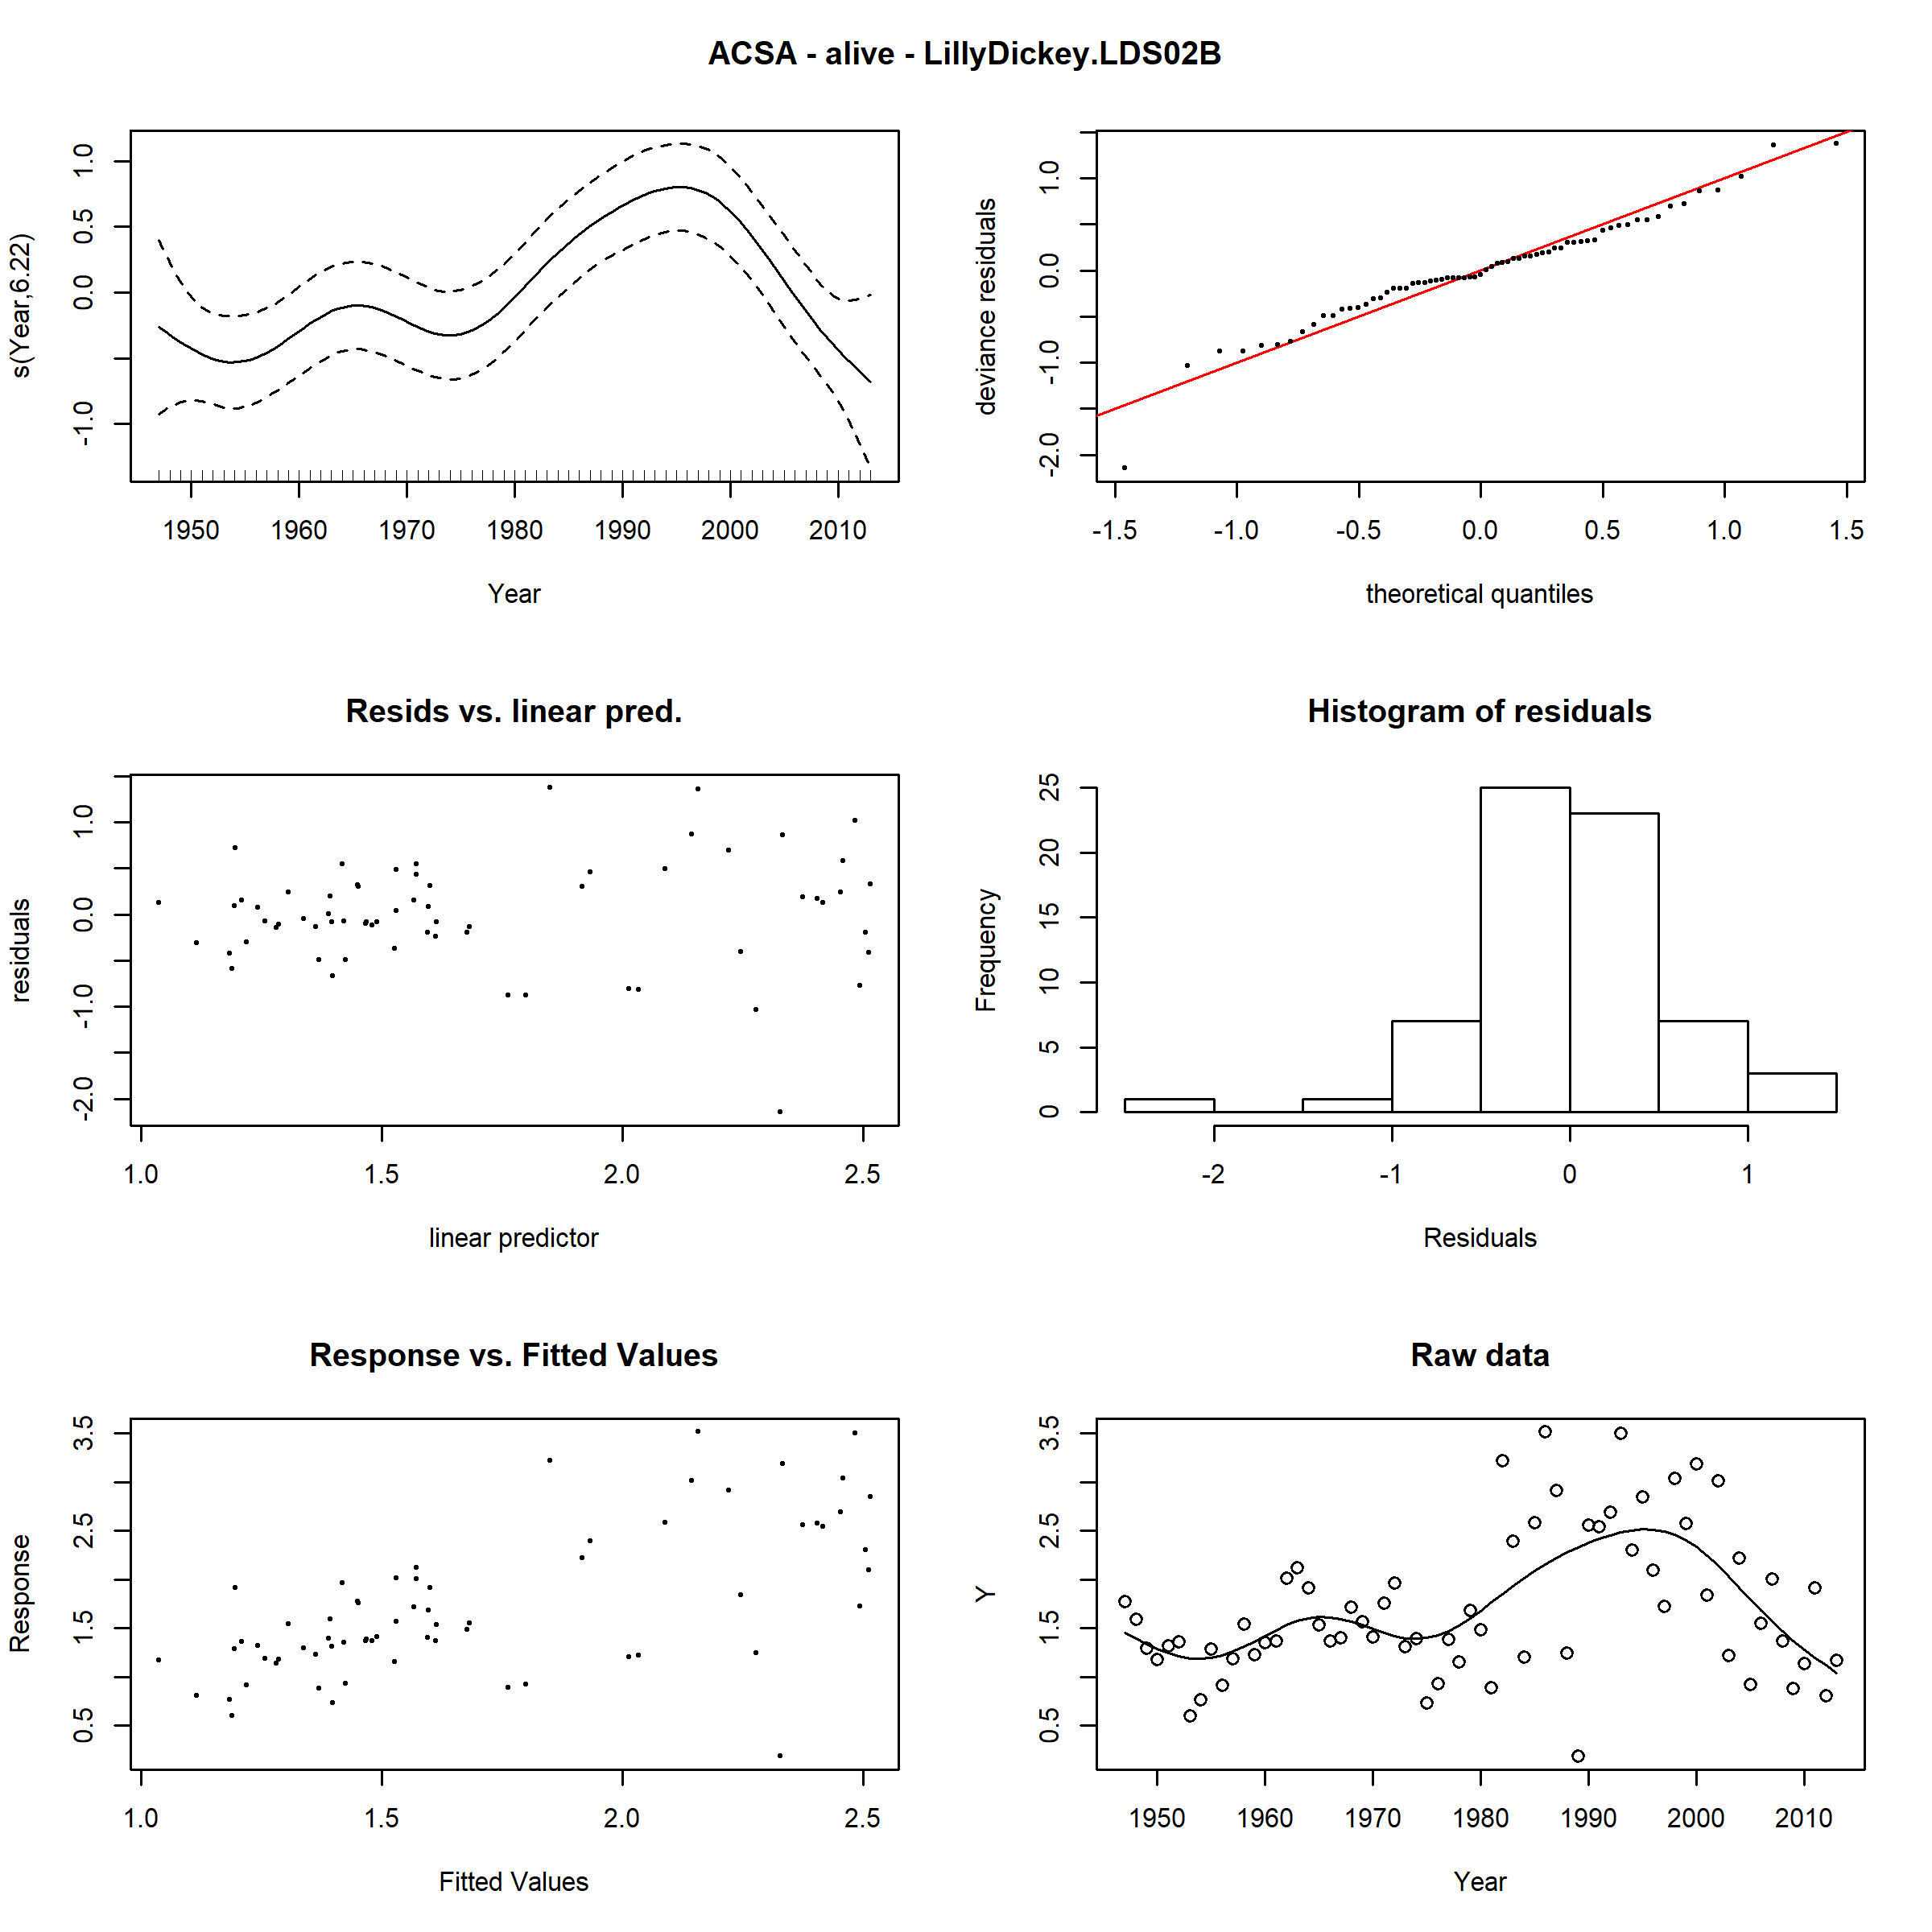 ACSA - alive - LillyDickey.LDS02B
s(Year,6.22)
-1.0 0.0 0.5 1.0
1950 1960 1970 1980 1990 2000 2010
Year
deviance residuals
-2.0 -1.0 0.0 1.0
-1.5 -1.0 -0.5 0.0 0.5 1.0 1.5
theoretical quantiles
Resids vs. linear pred.
residuals
-2.0 -1.0 0.0 1.0
1.0 1.5 2.0 2.5
linear predictor
Histogram of residuals
Frequency
0 5 10 15 20 25
-2 -1 0 1
Residuals
Response vs. Fitted Values
Response
0.5 1.5 2.5 3.5
1.0 1.5 2.0 2.5
Fitted Values
Raw data
Y
0.5 1.5 2.5 3.5
1950 1960 1970 1980 1990 2000 2010
Year